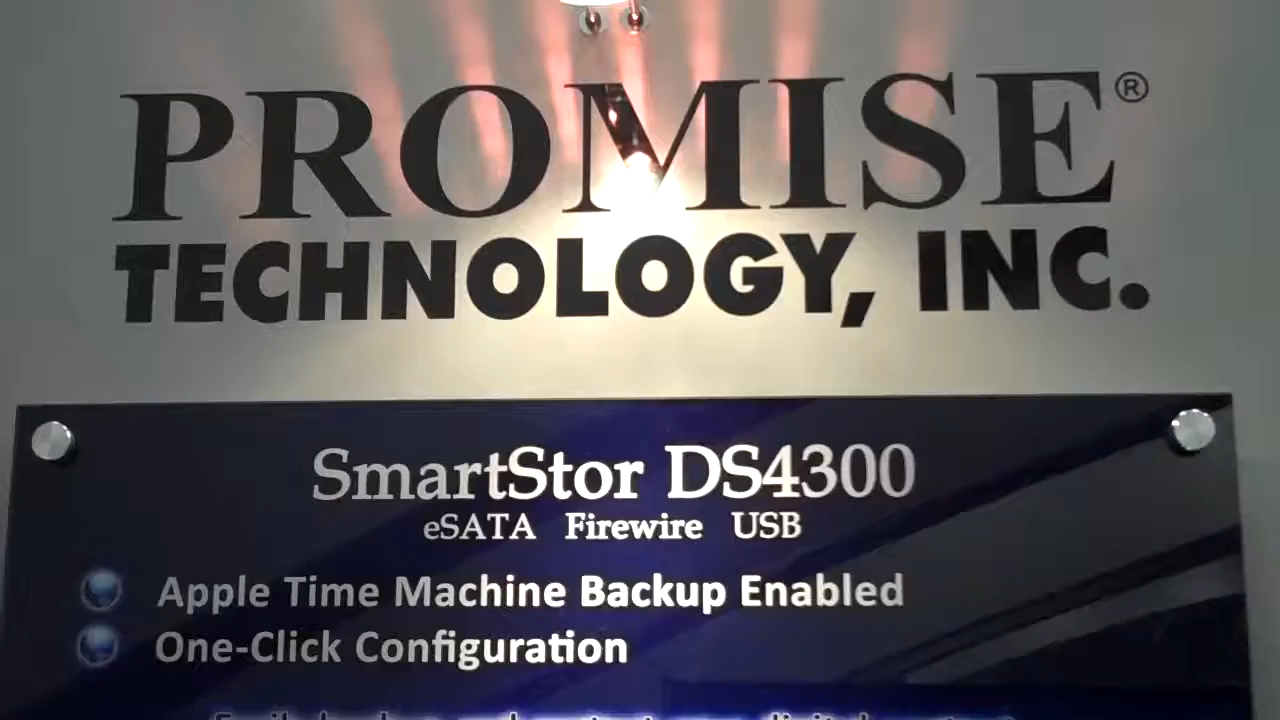 PROMISE®
TECHNOLOGY, INC.
SmartStor DS4300
eSATA Firewire USB
Apple Time Machine Backup Enabled
One-Click Configuration